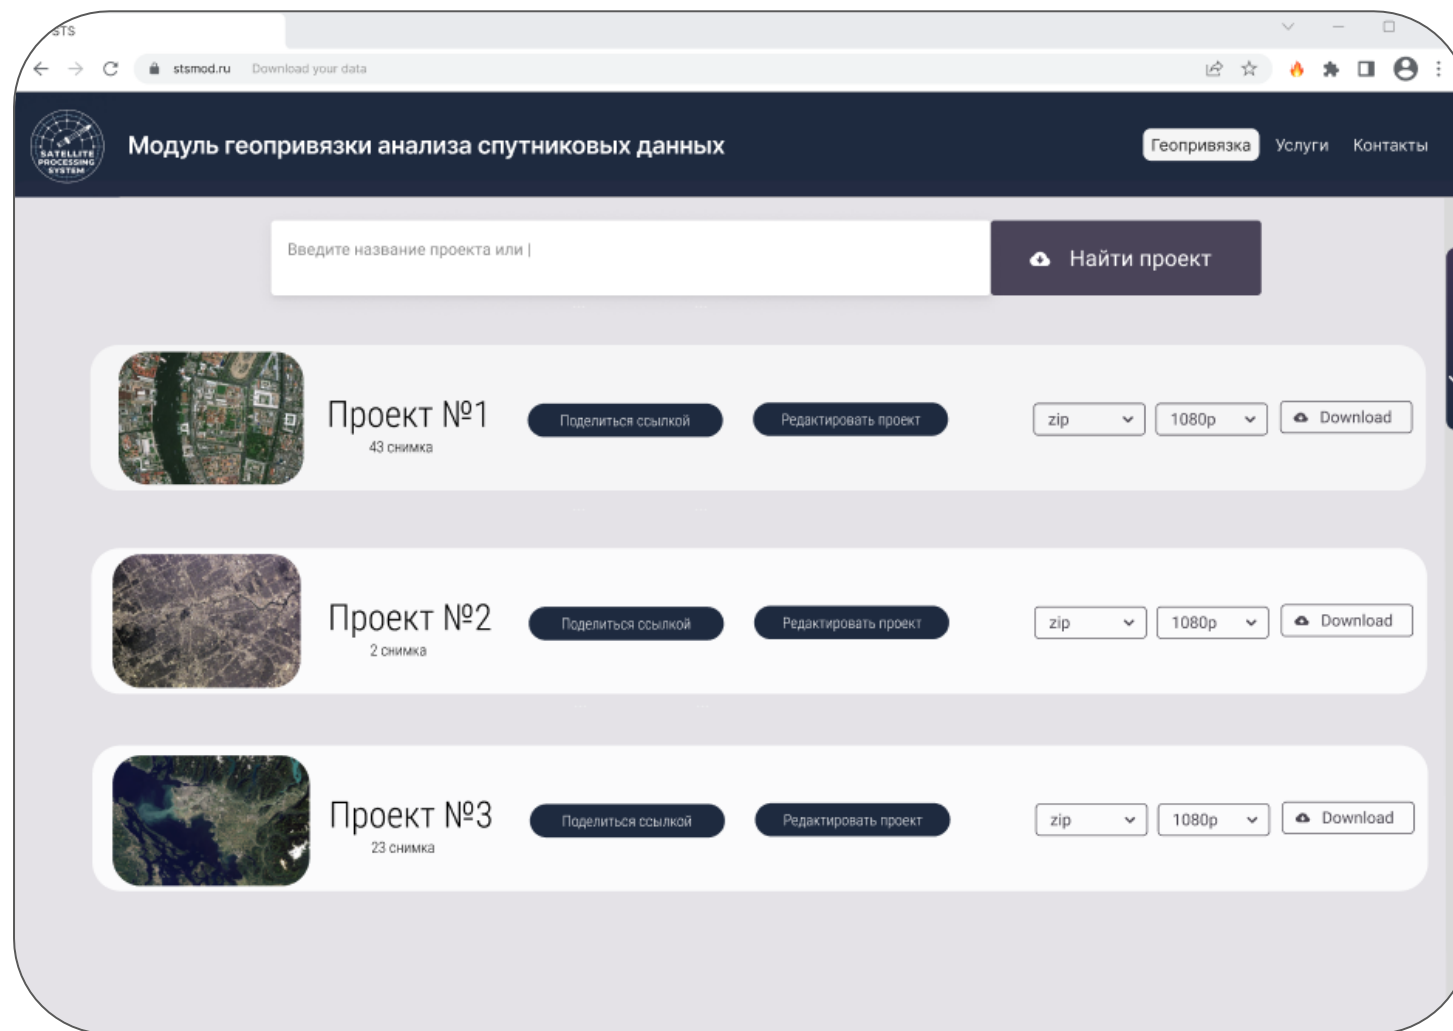 STS
stsmod.ru Download your data
SATELLITE
PROCESSING
SYSTEM
Модуль геопривязки анализа спутниковых данных
Геопривязка Услуги Контакты
Введите название проекта или |
Найти проект
Проект №1
43 снимка
Поделиться ссылкой
Редактировать проект
zip 1080p Download
Проект №2
2 снимка
Поделиться ссылкой
Редактировать проект
zip 1080p Download
Проект №3
23 снимка
Поделиться ссылкой
Редактировать проект
zip 1080p Download